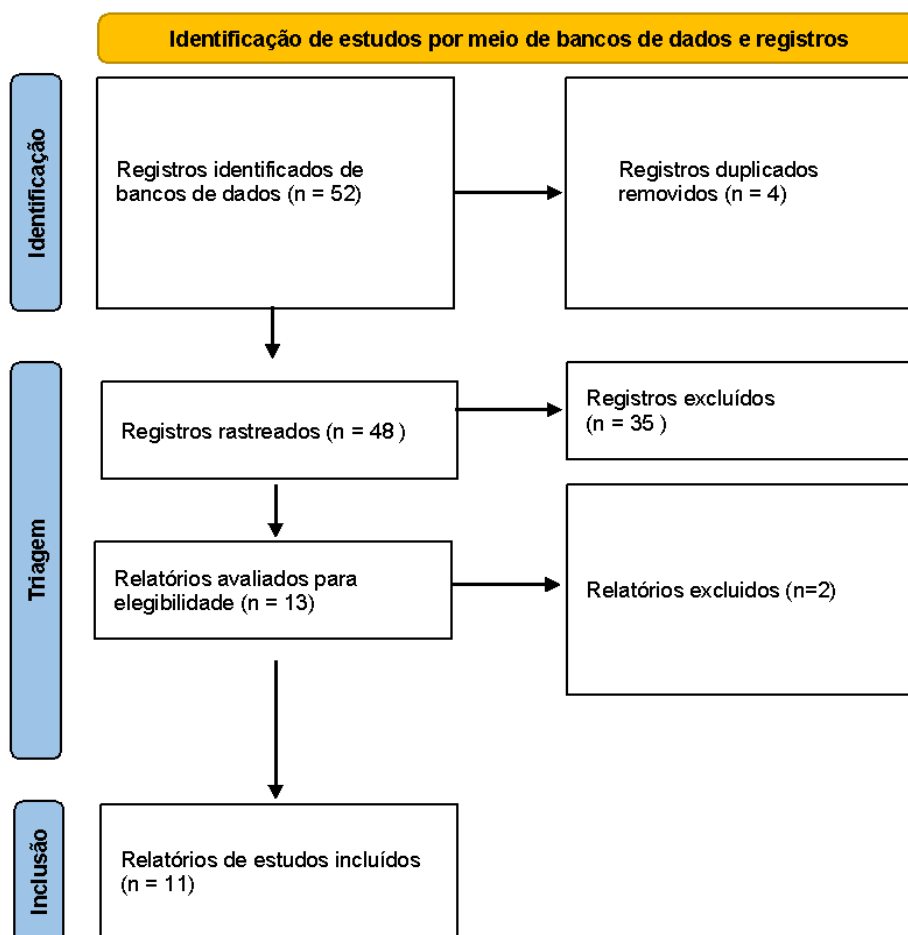 Identificação de estudos por meio de bancos de dados e registros
Identificação
Registros identificados de
bancos de dados (n = 52)
Registros duplicados
removidos (n = 4)
Triagem
Registros rastreados (n = 48 )
Registros excluídos
(n = 35 )
Relatórios avaliados para
elegibilidade (n = 13)
Relatórios excluidos (n=2)
Inclusão
Relatórios de estudos incluídos
(n = 11)